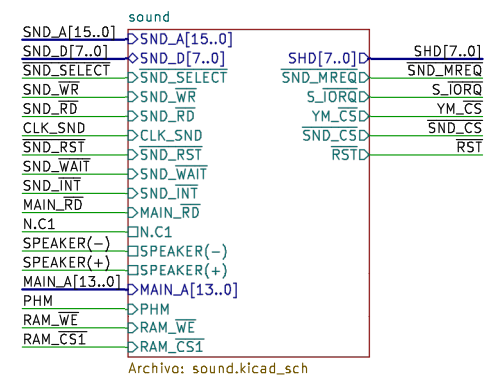 sound
SND_A[15..0] SND_A[15..0]
SND_D[7..0] SND_D[7..0] SHD[7..0] SHD[7..0]
SND_SELECT SND_SELECT SND_MREQ SND_MREQ
SND_WR SND_WR S_IORQ S_IORQ
SND_RD SND_RD YM_CS YM_CS
CLK_SND CLK_SND SND_CS SND_CS
SND_RST SND_RST RST RST
SND_WAIT SND_WAIT
SND_INT SND_INT
MAIN_RD MAIN_RD
N.C1 N.C1
SPEAKER(-) SPEAKER(-)
SPEAKER(+) SPEAKER(+)
MAIN_A[13..0] MAIN_A[13..0]
PHM PHM
RAM_WE RAM_WE
RAM_CS1 RAM_CS1
Archivo: sound.kicad_sch